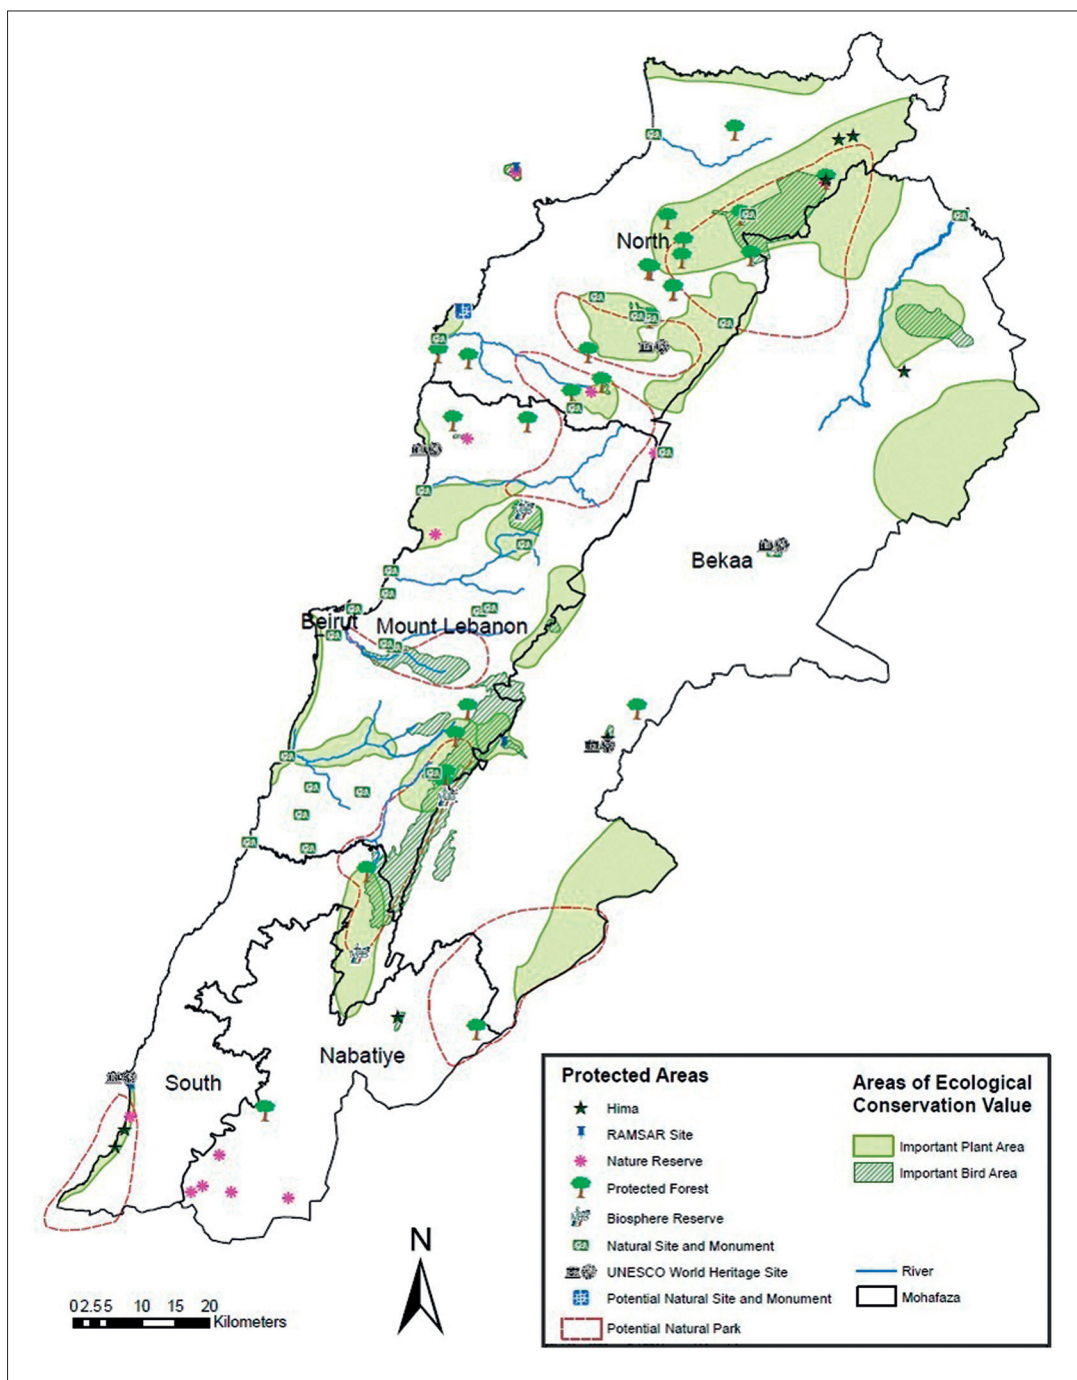 North
Bekaa
Beirut
Mount Lebanon
Nabatiye
South
N
0 2.5 5 10 15 20
Kilometers
Protected Areas
Hima
RAMSAR Site
Nature Reserve
Protected Forest
Biosphere Reserve
Natural Site and Monument
UNESCO World Heritage Site
Potential Natural Site and Monument
Potential Natural Park
Areas of Ecological
Conservation Value
Important Plant Area
Important Bird Area
River
Mohafaza